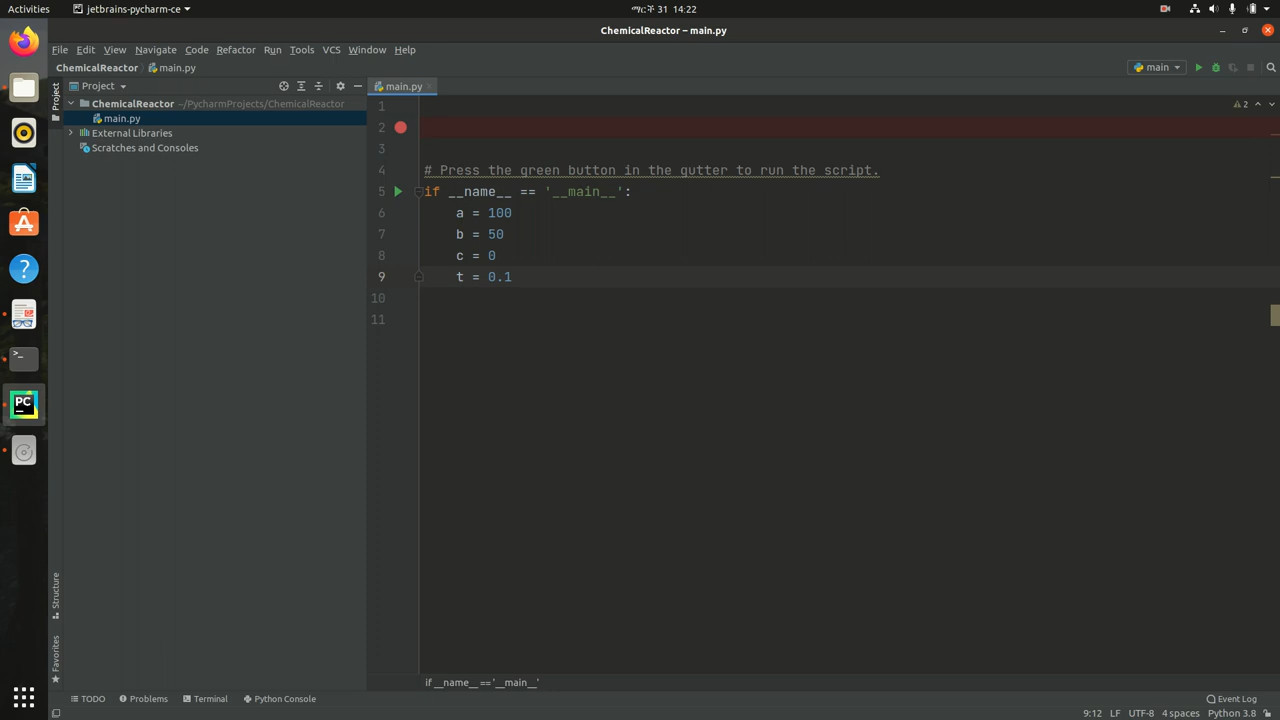 Activities jetbrains-pycharm-ce ማርች 31 14:22
ChemicalReactor – main.py
File Edit View Navigate Code Refactor Run Tools VCS Window Help
ChemicalReactor main.py main
Project main.py
ChemicalReactor ~/PycharmProjects/ChemicalReactor
main.py
External Libraries
Scratches and Consoles
Project
Structure
Favorites
1
2
3
4 # Press the green button in the gutter to run the script.
5 if __name__ == '__main__':
6 a = 100
7 b = 50
8 c = 0
9 t = 0.1
10
11
2
if __name__ == '__main__'
TODO Problems Terminal Python Console Event Log
9:12 LF UTF-8 4 spaces Python 3.8